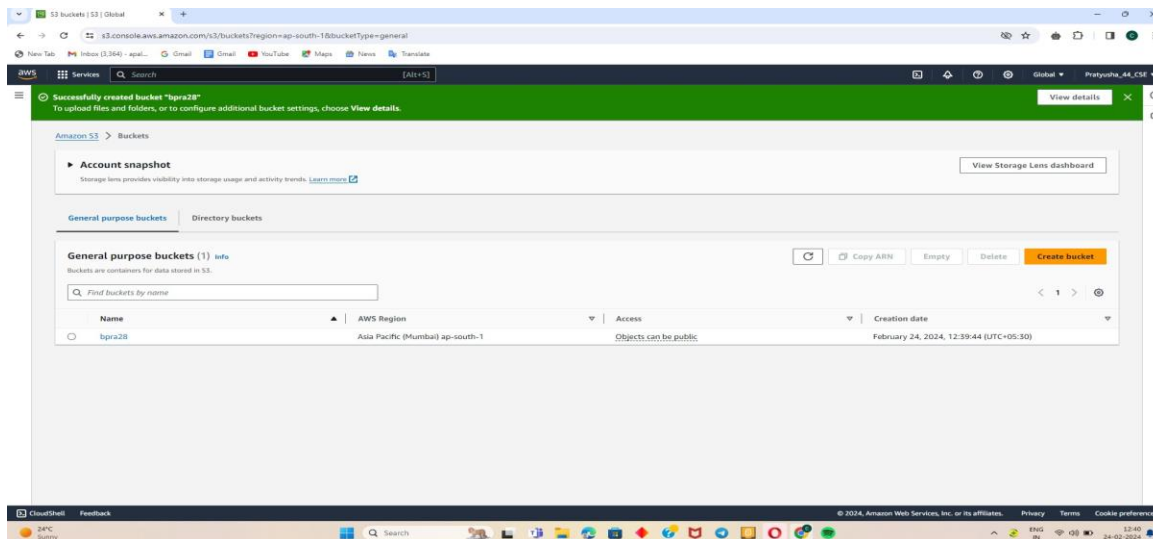 S3 buckets | S3 | Global
s3.console.aws.amazon.com/s3/buckets?region=ap-south-1&bucketType=general
New Tab Inbox (3,364) - apal... Gmail Gmail YouTube Maps News Translate
aws Services Search [Alt+S] Global Pratyusha_44_CSE
Successfully created bucket "bpra28"
To upload files and folders, or to configure additional bucket settings, choose View details.
View details
Amazon S3 > Buckets
Account snapshot
Storage lens provides visibility into storage usage and activity trends. Learn more
View Storage Lens dashboard
General purpose buckets Directory buckets
General purpose buckets (1) Info
Buckets are containers for data stored in S3.
Copy ARN Empty Delete Create bucket
Find buckets by name
1
Name AWS Region Access Creation date
bpra28 Asia Pacific (Mumbai) ap-south-1 Objects can be public February 24, 2024, 12:39:44 (UTC+05:30)
CloudShell Feedback © 2024, Amazon Web Services, Inc. or its affiliates. Privacy Terms Cookie preference
24°C
Sunny
Search
ENG
IN
12:40
24-02-2024